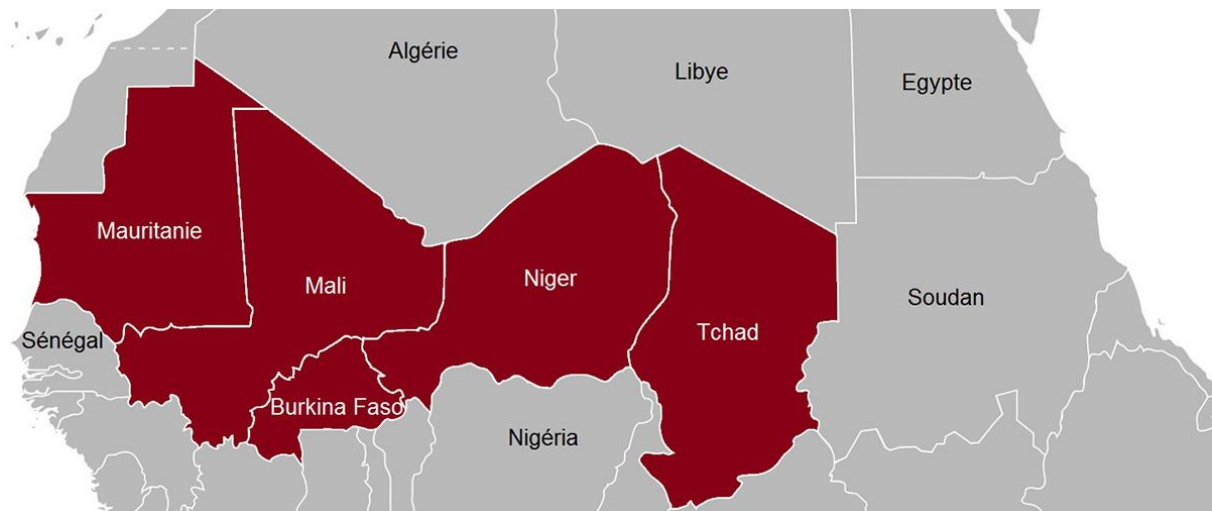 Algérie
Libye
Egypte
Mauritanie
Mali
Niger
Soudan
Sénégal
Tchad
Burkina Faso
Nigéria